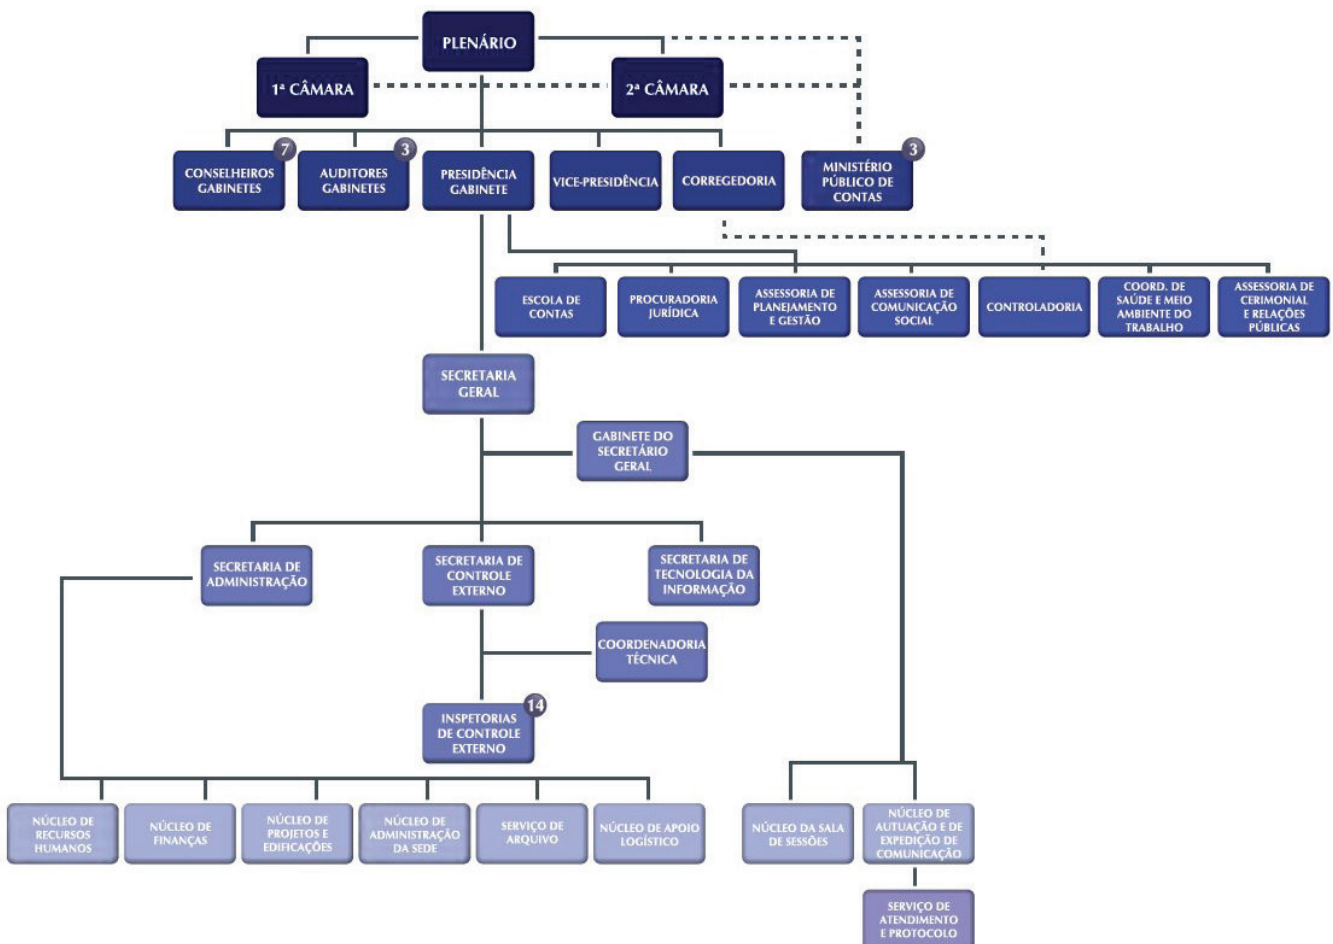 PLENÁRIO
1ª CÂMARA
2ª CÂMARA
7
CONSELHEIROS
GABINETES
3
AUDITORES
GABINETES
PRESIDÊNCIA
GABINETE
VICE-PRESIDÊNCIA
CORREGEDORIA
3
MINISTÉRIO
PÚBLICO DE
CONTAS
ESCOLA DE
CONTAS
PROCURADORIA
JURÍDICA
ASSESSORIA DE
PLANEJAMENTO
E GESTÃO
ASSESSORIA DE
COMUNICAÇÃO
SOCIAL
CONTROLADORIA
COORD. DE
SAÚDE E MEIO
AMBIENTE DO
TRABALHO
ASSESSORIA DE
CERIMONIAL
E RELAÇÕES
PÚBLICAS
SECRETARIA
GERAL
GABINETE DO
SECRETÁRIO
GERAL
SECRETARIA DE
ADMINISTRAÇÃO
SECRETARIA DE
CONTROLE
EXTERNO
SECRETARIA DE
TECNOLOGIA DA
INFORMAÇÃO
COORDENADORIA
TÉCNICA
14
INSPETORIAS
DE CONTROLE
EXTERNO
NÚCLEO DE
RECURSOS
HUMANOS
NÚCLEO DE
FINANÇAS
NÚCLEO DE
PROJETOS E
EDIFICAÇÕES
NÚCLEO DE
ADMINISTRAÇÃO
DA SEDE
SERVIÇO DE
ARQUIVO
NÚCLEO DE APOIO
LOGÍSTICO
NÚCLEO DA SALA
DE SESSÕES
NÚCLEO DE
AUTUAÇÃO E DE
EXPEDIÇÃO DE
COMUNICAÇÃO
SERVIÇO DE
ATENDIMENTO
E PROTOCOLO